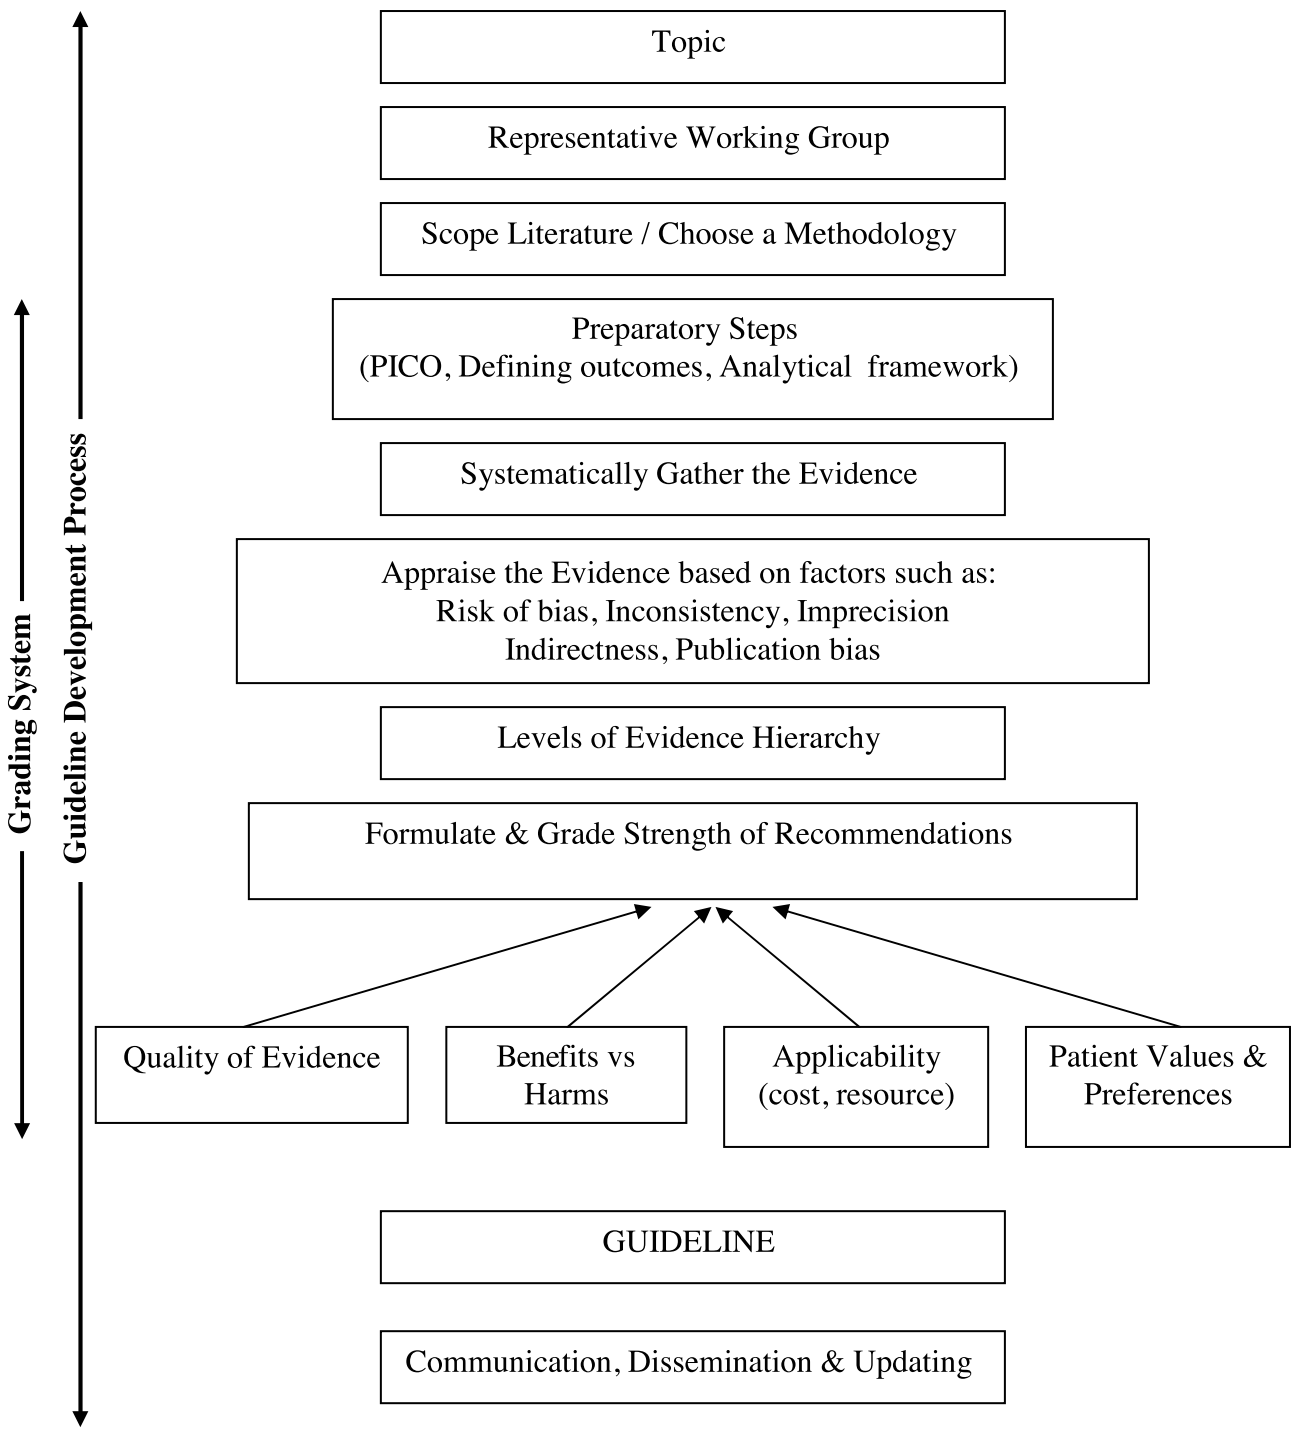 Topic
Representative Working Group
Scope Literature / Choose a Methodology
Preparatory Steps
(PICO, Defining outcomes, Analytical framework)
Systematically Gather the Evidence
Appraise the Evidence based on factors such as:
Risk of bias, Inconsistency, Imprecision
Indirectness, Publication bias
Levels of Evidence Hierarchy
Formulate & Grade Strength of Recommendations
Quality of Evidence
Benefits vs
Harms
Applicability
(cost, resource)
Patient Values &
Preferences
GUIDELINE
Communication, Dissemination & Updating
Grading System
Guideline Development Process